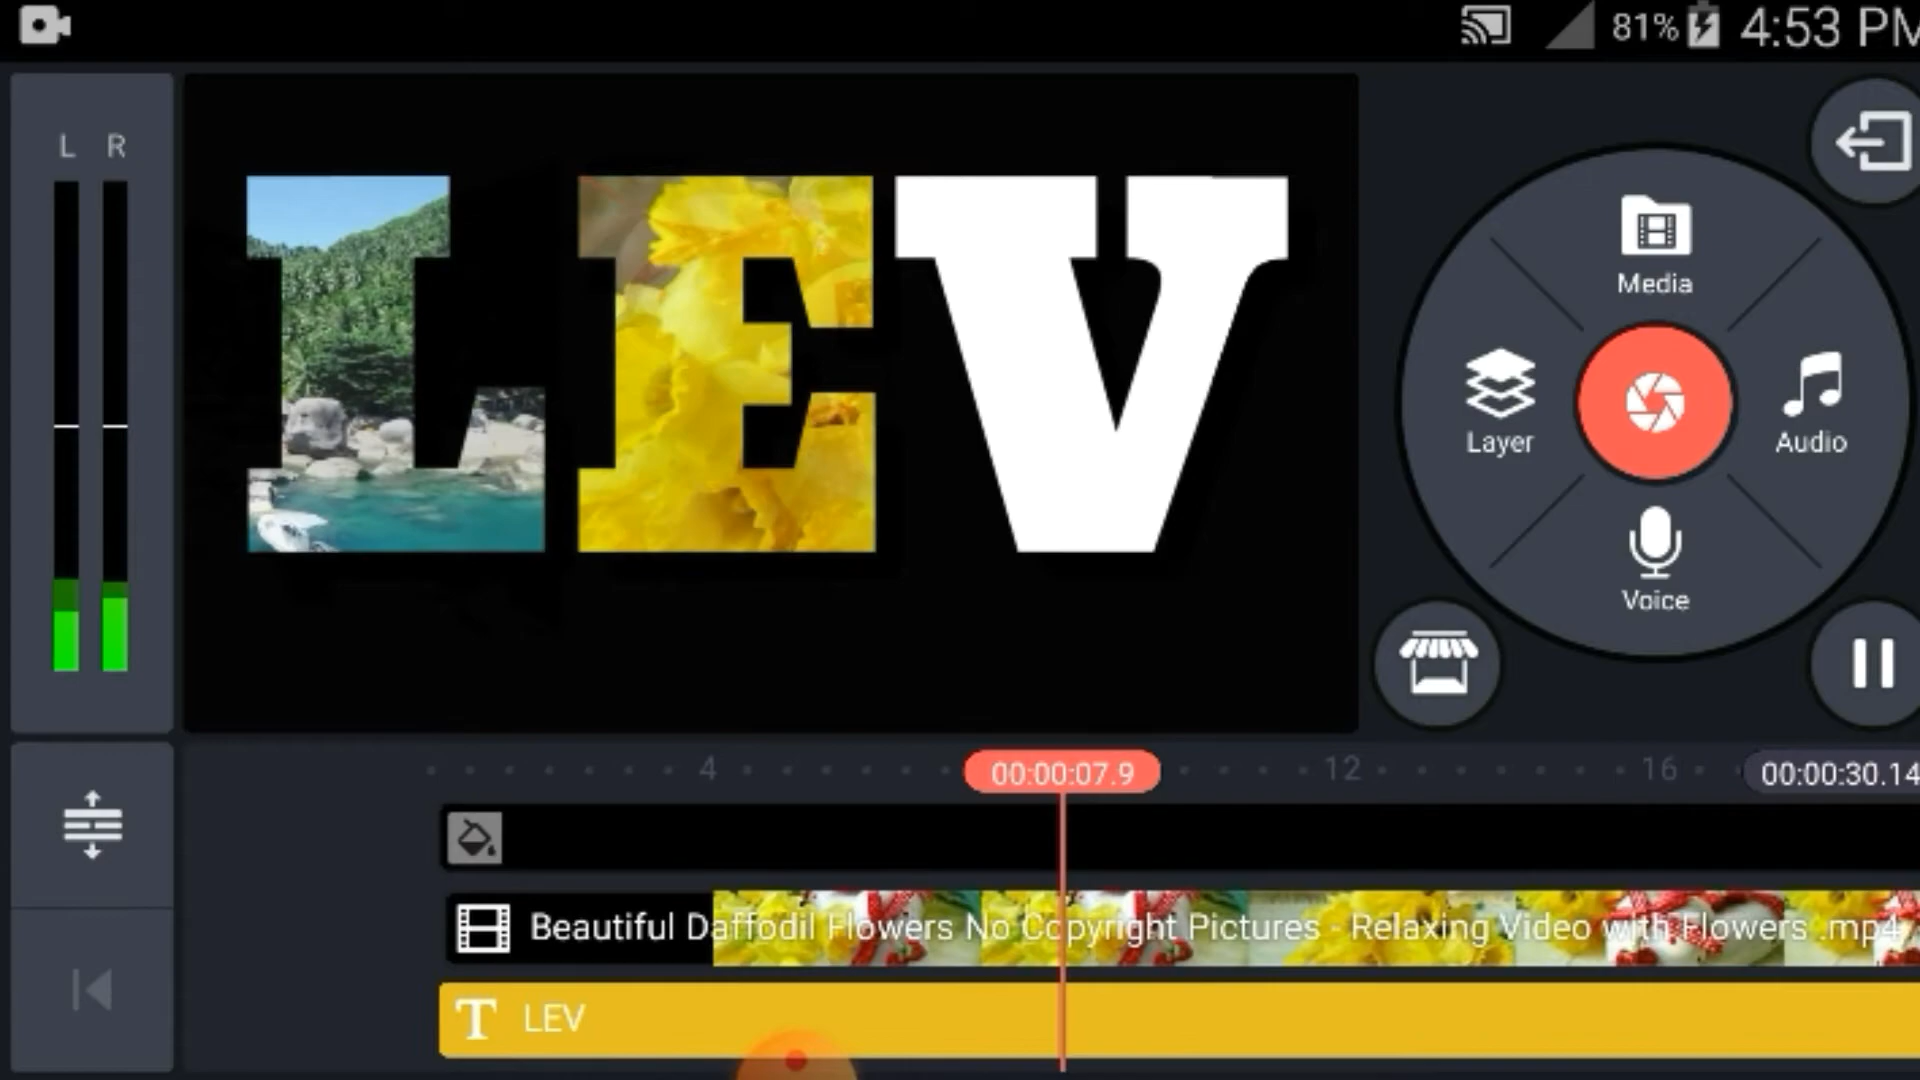 81% 4:53 PM
L R
LEV
Media
Layer
Audio
Voice
4 00:00:07.9 12 16 00:00:30.14
Beautiful Daffodil Flowers No Copyright Pictures - Relaxing Video with Flowers .mp4
T LEV